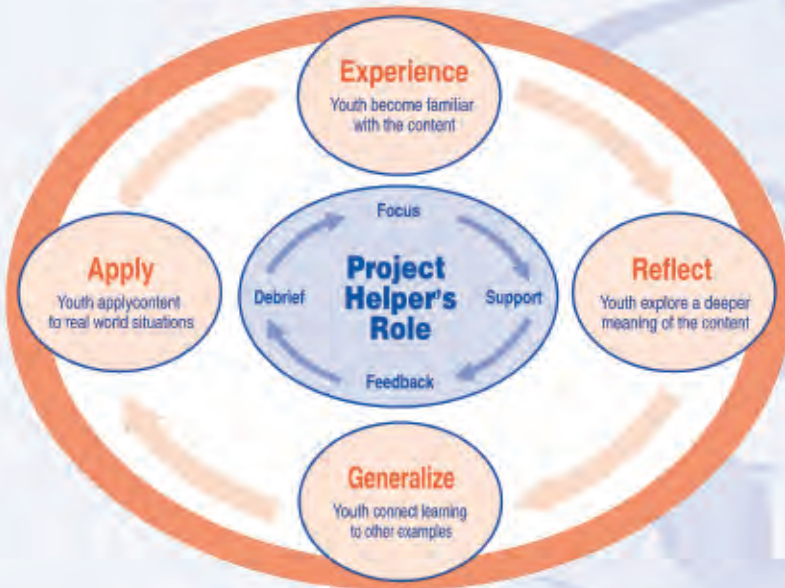 Experience
Youth become familiar
with the content
Focus
Apply
Youth applycontent
to real world situations
Debrief
Project
Helper's
Role
Support
Reflect
Youth explore a deeper
meaning of the content
Feedback
Generalize
Youth connect learning
to other examples